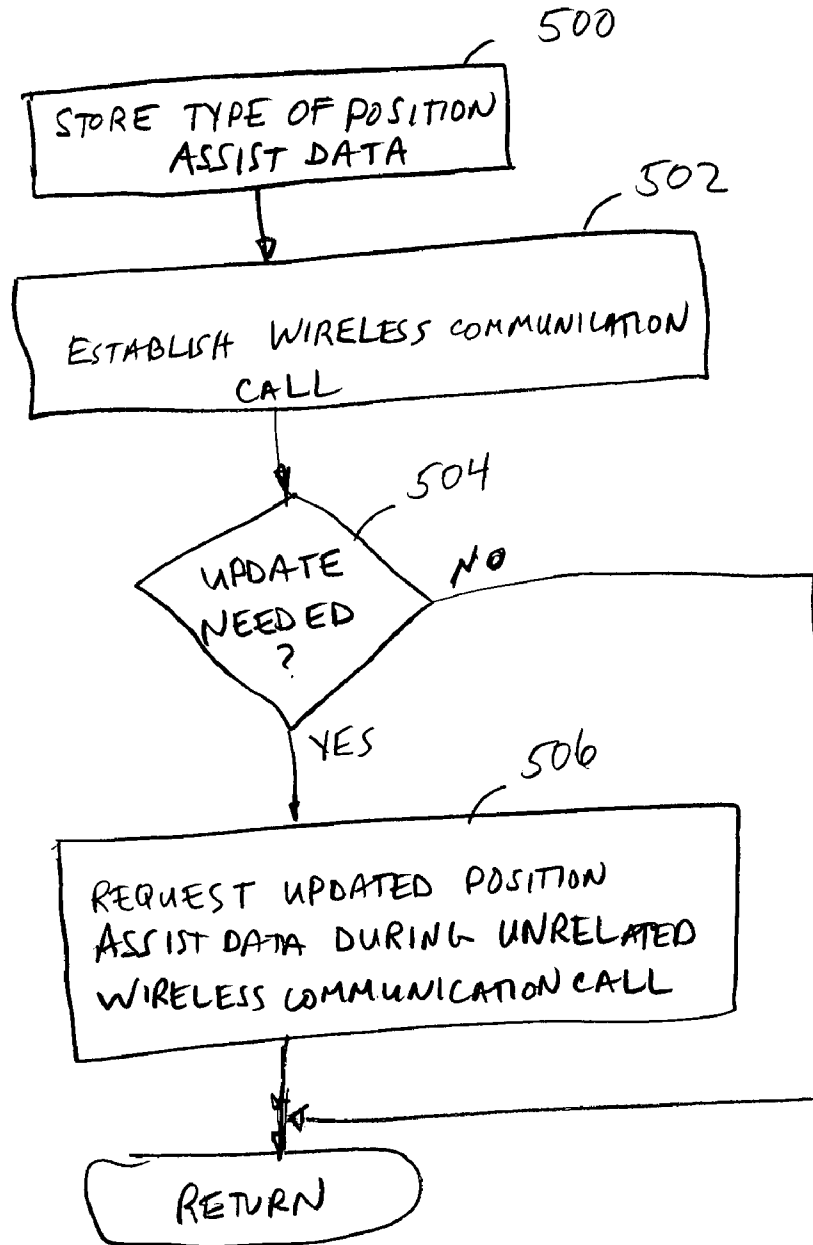 500
STORE TYPE OF POSITION
ASSIST DATA
502
ESTABLISH WIRELESS COMMUNICATION
CALL
504
UPDATE
NEEDED
?
NO
YES
506
REQUEST UPDATED POSITION
ASSIST DATA DURING UNRELATED
WIRELESS COMMUNICATION CALL
RETURN